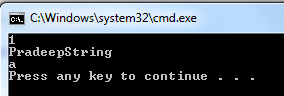 C:\Windows\system32\cmd.exe
1
PradeepString
a
Press any key to continue . . .